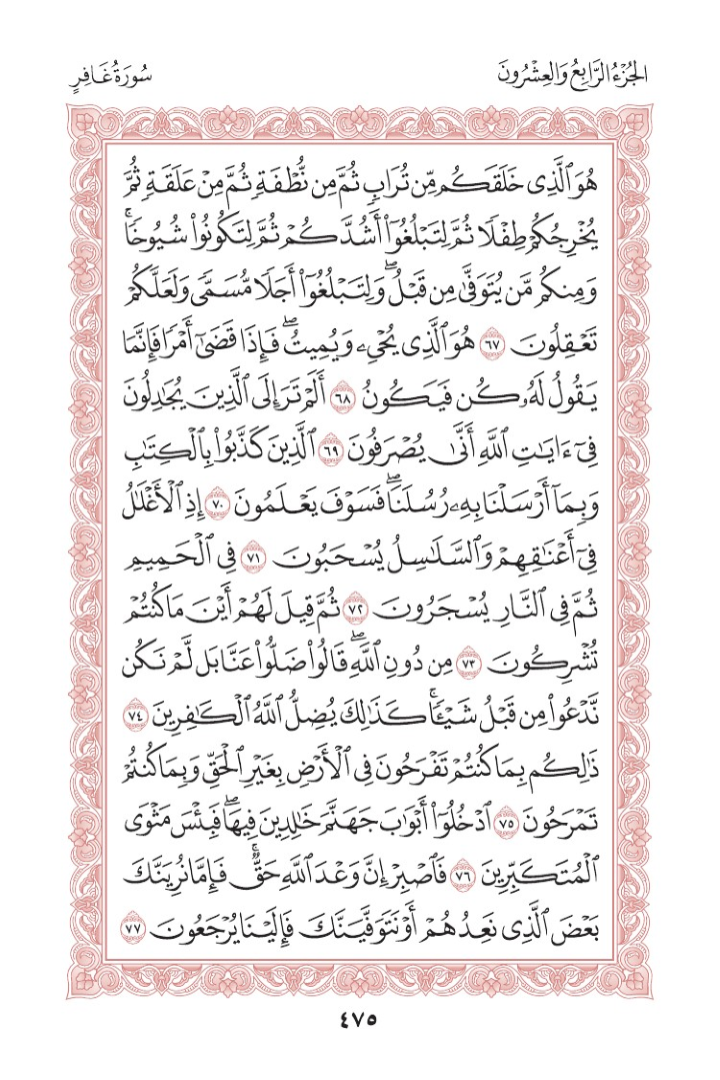 الجُزْءُ الرَّابِعُ وَالعِشْرُونَ
سُورَةُ غَافِرٍ
هُوَ ٱلَّذِى خَلَقَكُم مِّن تُرَابٍ ثُمَّ مِن نُّطْفَةٍ ثُمَّ مِنْ عَلَقَةٍ ثُمَّ
يُخْرِجُكُمْ طِفْلًا ثُمَّ لِتَبْلُغُوٓا۟ أَشُدَّكُمْ ثُمَّ لِتَكُونُوا۟ شُيُوخًا ۚ
وَمِنكُم مَّن يُتَوَفَّىٰ مِن قَبْلُ ۖ وَلِتَبْلُغُوٓا۟ أَجَلًا مُّسَمًّى وَلَعَلَّكُمْ
تَعْقِلُونَ ٦٧ هُوَ ٱلَّذِى يُحْىِۦ وَيُمِيتُ ۖ فَإِذَا قَضَىٰٓ أَمْرًا فَإِنَّمَا
يَقُولُ لَهُۥ كُن فَيَكُونُ ٦٨ أَلَمْ تَرَ إِلَى ٱلَّذِينَ يُجَٰدِلُونَ
فِىٓ ءَايَٰتِ ٱللَّهِ أَنَّىٰ يُصْرَفُونَ ٦٩ ٱلَّذِينَ كَذَّبُوا۟ بِٱلْكِتَٰبِ
وَبِمَآ أَرْسَلْنَا بِهِۦ رُسُلَنَا ۖ فَسَوْفَ يَعْلَمُونَ ٧٠ إِذِ ٱلْأَغْلَٰلُ
فِىٓ أَعْنَٰقِهِمْ وَٱلسَّلَٰسِلُ يُسْحَبُونَ ٧١ فِى ٱلْحَمِيمِ
ثُمَّ فِى ٱلنَّارِ يُسْجَرُونَ ٧٢ ثُمَّ قِيلَ لَهُمْ أَيْنَ مَا كُنتُمْ
تُشْرِكُونَ ٧٣ مِن دُونِ ٱللَّهِ ۖ قَالُوا۟ ضَلُّوا۟ عَنَّا بَل لَّمْ نَكُن
نَّدْعُوا۟ مِن قَبْلُ شَيْـًٔا ۚ كَذَٰلِكَ يُضِلُّ ٱللَّهُ ٱلْكَٰفِرِينَ ٧٤
ذَٰلِكُم بِمَا كُنتُمْ تَفْرَحُونَ فِى ٱلْأَرْضِ بِغَيْرِ ٱلْحَقِّ وَبِمَا كُنتُمْ
تَمْرَحُونَ ٧٥ ٱدْخُلُوٓا۟ أَبْوَٰبَ جَهَنَّمَ خَٰلِدِينَ فِيهَا ۖ فَبِئْسَ مَثْوَى
ٱلْمُتَكَبِّرِينَ ٧٦ فَٱصْبِرْ إِنَّ وَعْدَ ٱللَّهِ حَقٌّ ۚ فَإِمَّا نُرِيَنَّكَ
بَعْضَ ٱلَّذِى نَعِدُهُمْ أَوْ نَتَوَفَّيَنَّكَ فَإِلَيْنَا يُرْجَعُونَ ٧٧
٤٧٥